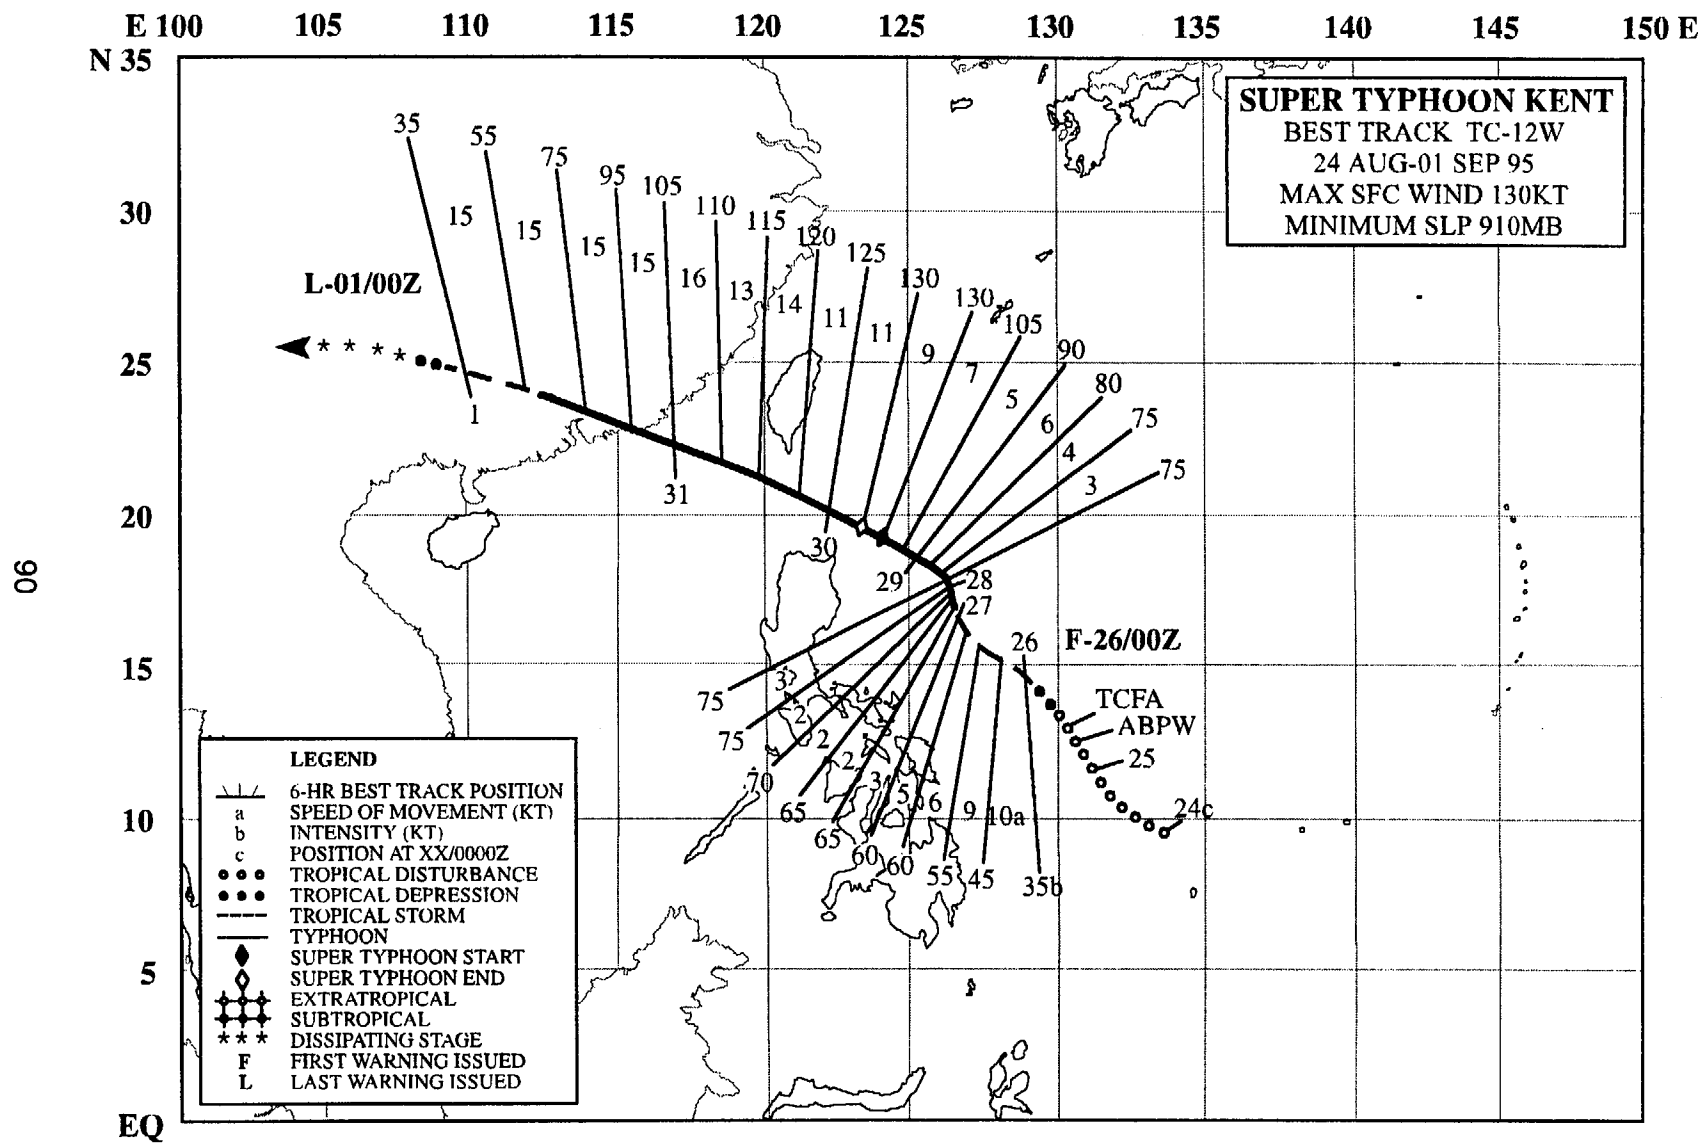 E 100 105 110 115 120 125 130 135 140 145 150 E
N 35
SUPER TYPHOON KENT
BEST TRACK TC-12W
24 AUG-01 SEP 95
MAX SFC WIND 130KT
MINIMUM SLP 910MB
35 55 75 95 105 110 115 120 125 130 130 105 90 80 75 75
30
15 15 15 15 16 13 14 11 11 9 7 5 6 4 3
L-01/00Z
25
1
31
20
30
29
28
27
26
F-26/00Z
15
TCFA
ABPW
25
24c
75 75 70 65 65 60 60 55 45 35b
3 2 2 2 3 5 6 9 10a
10
5
EQ
90
LEGEND
6-HR BEST TRACK POSITION
a SPEED OF MOVEMENT (KT)
b INTENSITY (KT)
c POSITION AT XX/0000Z
TROPICAL DISTURBANCE
TROPICAL DEPRESSION
TROPICAL STORM
TYPHOON
SUPER TYPHOON START
SUPER TYPHOON END
EXTRATROPICAL
SUBTROPICAL
*** DISSIPATING STAGE
F FIRST WARNING ISSUED
L LAST WARNING ISSUED